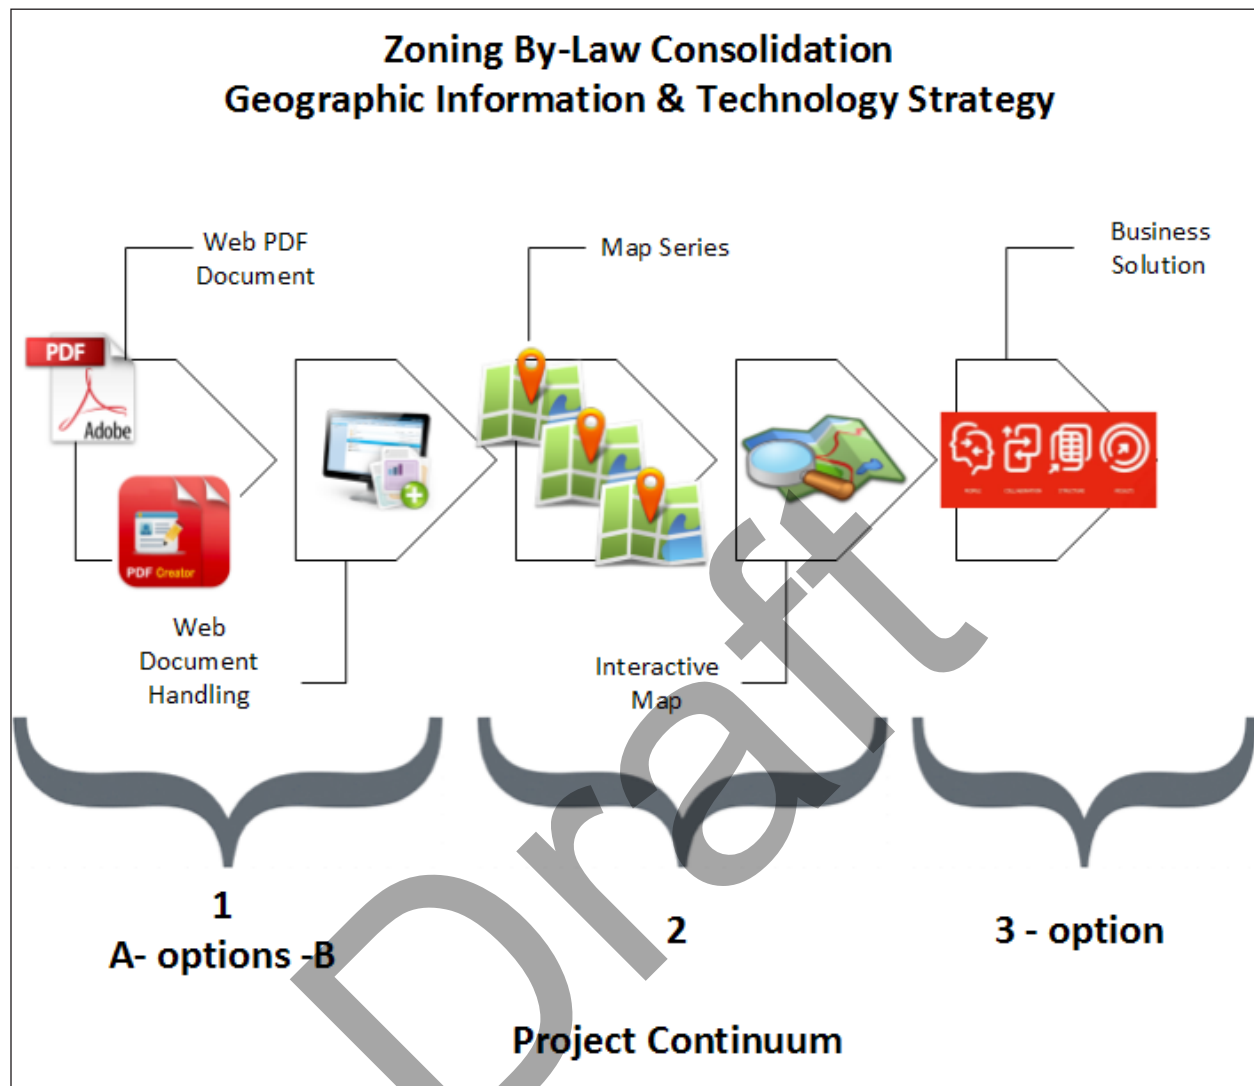 Zoning By-Law Consolidation
Geographic Information & Technology Strategy
Web PDF
Document
Map Series
Business
Solution
PDF
Adobe
PDF Creator
Web
Document
Handling
Interactive
Map
1
A- options -B
2
3 - option
Project Continuum
Draft